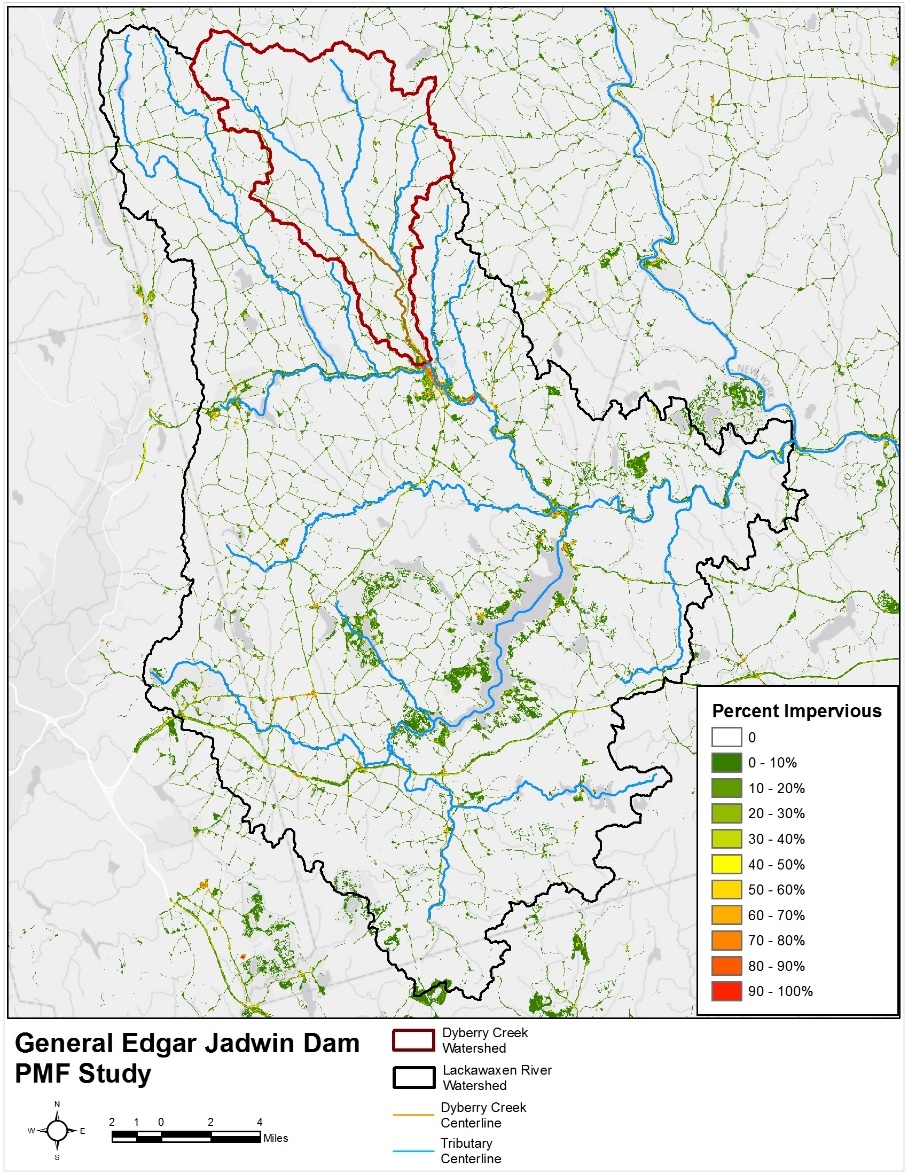 NEW
Percent Impervious
0
0 - 10%
10 - 20%
20 - 30%
30 - 40%
40 - 50%
50 - 60%
60 - 70%
70 - 80%
80 - 90%
90 - 100%
General Edgar Jadwin Dam
PMF Study
N
W E
S
2 1 0 2 4
Miles
Dyberry Creek
Watershed
Lackawaxen River
Watershed
Dyberry Creek
Centerline
Tributary
Centerline